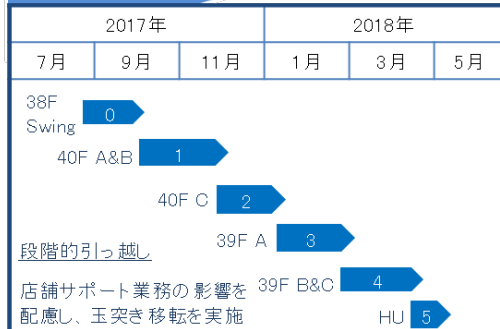 2017年 2018年
7月 9月 11月 1月 3月 5月
38F
Swing
0
40F A&B 1
40F C 2
39F A 3
段階的引っ越し
39F B&C 4
店舗サポート業務の影響を
配慮し、玉突き移転を実施
HU 5